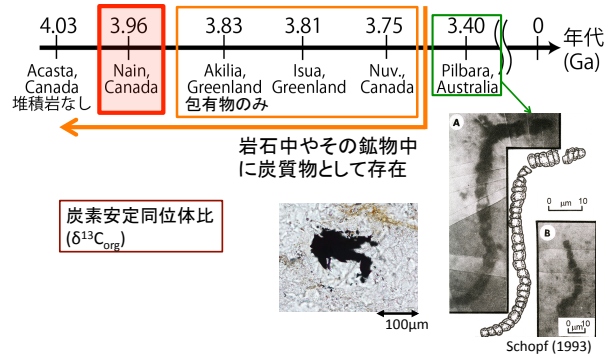 4.03 3.96 3.83 3.81 3.75 3.40 0
年代
(Ga)
Acasta,
Canada
堆積岩なし
Nain,
Canada
Akilia,
Greenland
包有物のみ
Isua,
Greenland
Nuv.,
Canada
Pilbara,
Australia
岩石中やその鉱物中
に炭質物として存在
炭素安定同位体比
(δ¹³Corg)
100μm
A
0 μm 10
B
0 μm 10
Schopf (1993)